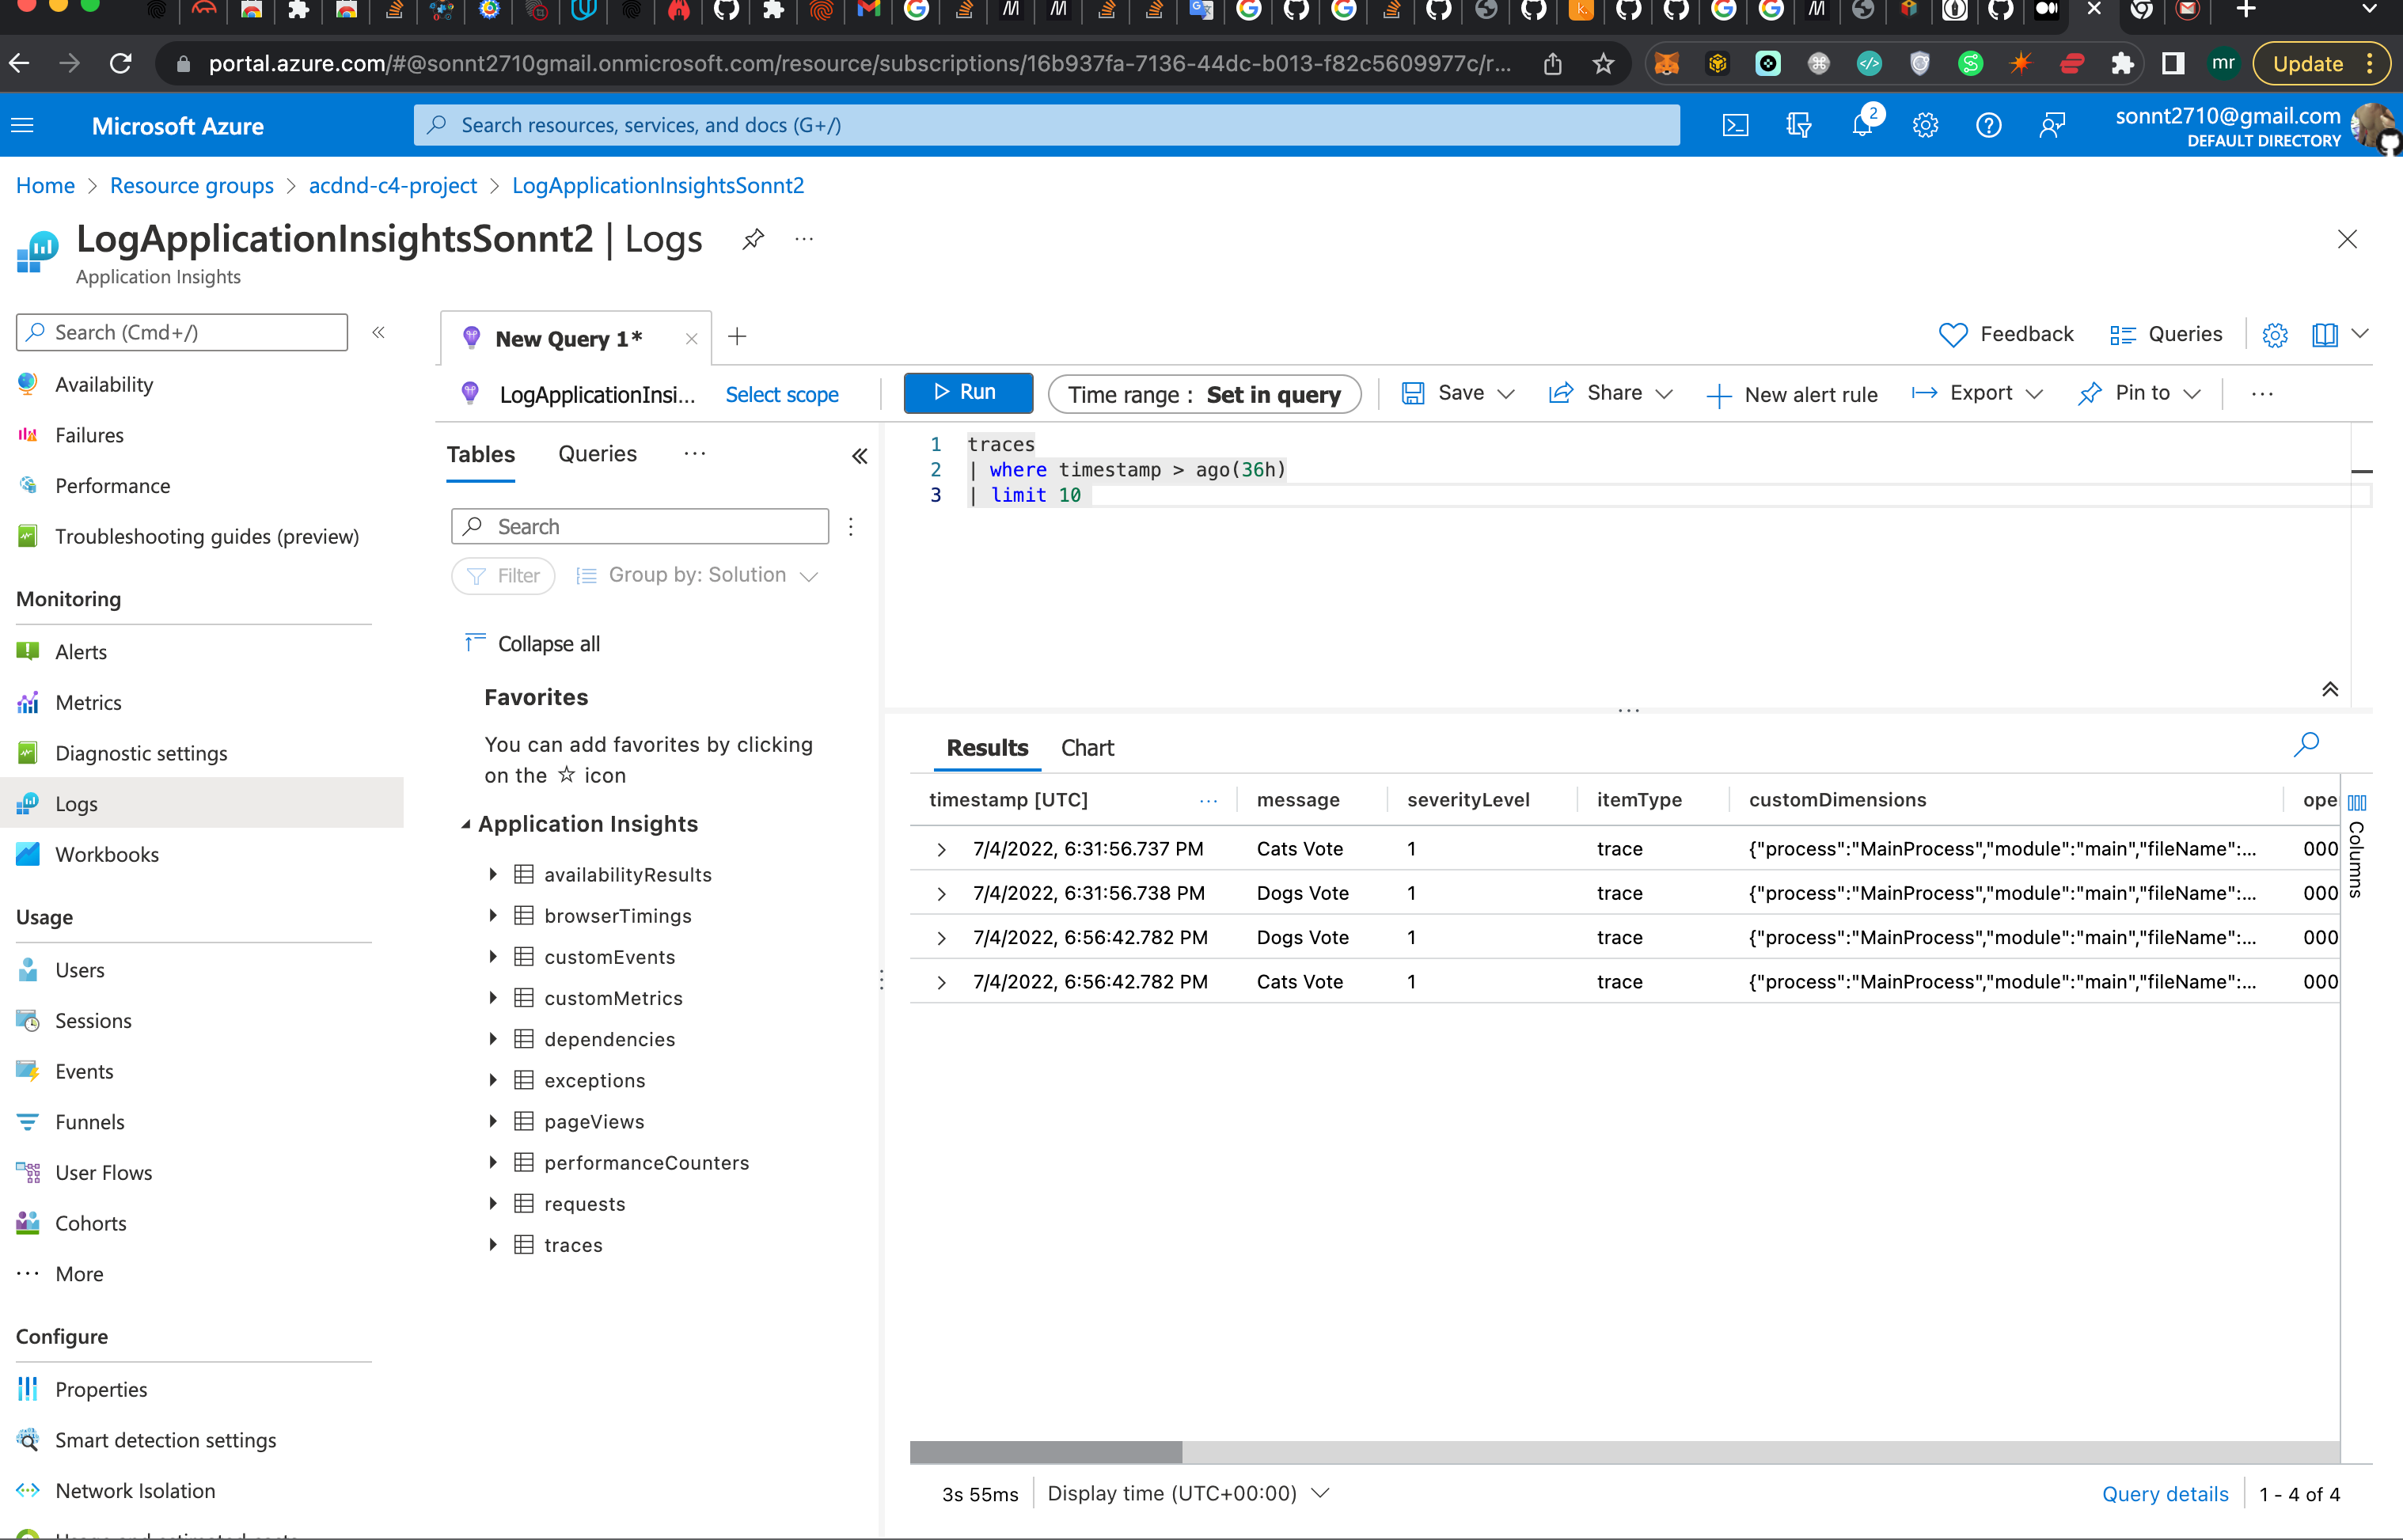 portal.azure.com/#@sonnt2710gmail.onmicrosoft.com/resource/subscriptions/16b937fa-7136-44dc-b013-f82c5609977c/r...
mr
Update
Microsoft Azure
Search resources, services, and docs (G+/)
2
sonnt2710@gmail.com
DEFAULT DIRECTORY
Home > Resource groups > acdnd-c4-project > LogApplicationInsightsSonnt2
LogApplicationInsightsSonnt2 | Logs
Application Insights
Search (Cmd+/)
Availability
Failures
Performance
Troubleshooting guides (preview)
Monitoring
Alerts
Metrics
Diagnostic settings
Logs
Workbooks
Usage
Users
Sessions
Events
Funnels
User Flows
Cohorts
More
Configure
Properties
Smart detection settings
Network Isolation
New Query 1*
Feedback
Queries
LogApplicationInsi...
Select scope
Run
Time range : Set in query
Save
Share
New alert rule
Export
Pin to
Tables
Queries
Search
Filter
Group by: Solution
Collapse all
Favorites
You can add favorites by clicking
on the ☆ icon
Application Insights
availabilityResults
browserTimings
customEvents
customMetrics
dependencies
exceptions
pageViews
performanceCounters
requests
traces
1 traces
2 | where timestamp > ago(36h)
3 | limit 10
Results
Chart
timestamp [UTC] message severityLevel itemType customDimensions ope
7/4/2022, 6:31:56.737 PM Cats Vote 1 trace {"process":"MainProcess","module":"main","fileName":... 000
7/4/2022, 6:31:56.738 PM Dogs Vote 1 trace {"process":"MainProcess","module":"main","fileName":... 000
7/4/2022, 6:56:42.782 PM Dogs Vote 1 trace {"process":"MainProcess","module":"main","fileName":... 000
7/4/2022, 6:56:42.782 PM Cats Vote 1 trace {"process":"MainProcess","module":"main","fileName":... 000
Columns
3s 55ms
Display time (UTC+00:00)
Query details
1 - 4 of 4